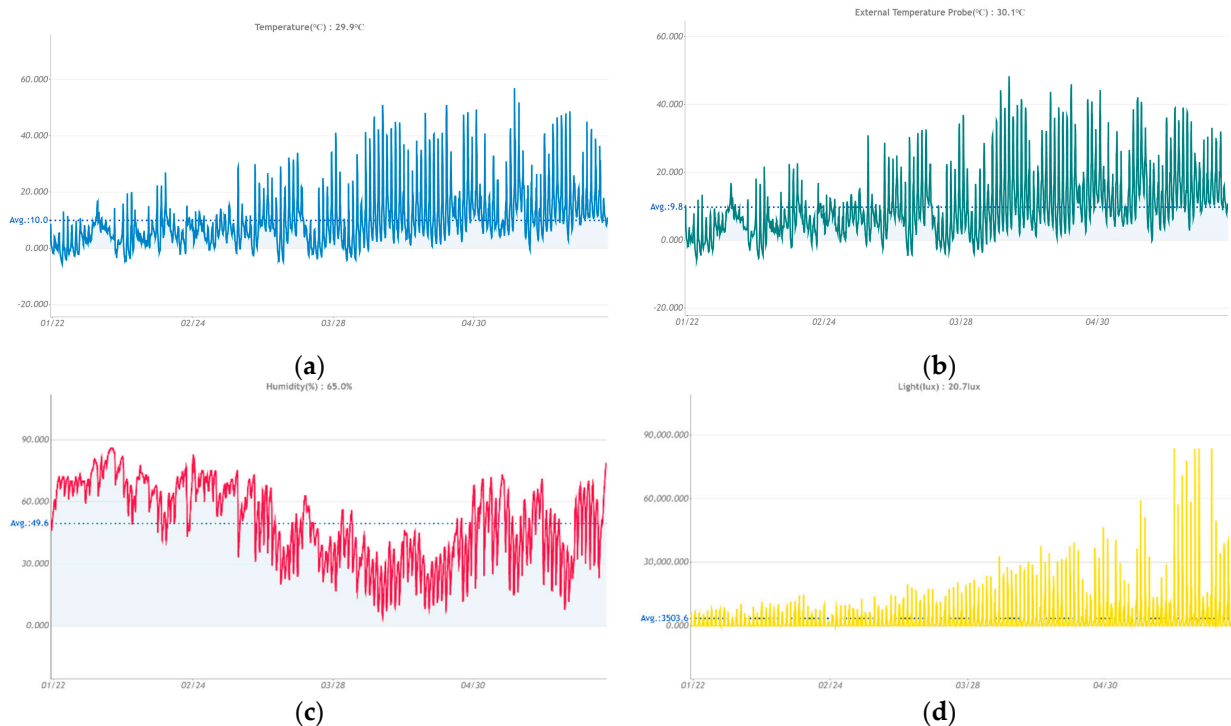 Temperature(°C) : 29.9°C
60.000
40.000
20.000
Avg.:10.0
0.000
-20.000
01/22 02/24 03/28 04/30
(a)
External Temperature Probe(°C) : 30.1°C
60.000
40.000
20.000
Avg.:9.8
0.000
-20.000
01/22 02/24 03/28 04/30
(b)
Humidity(%) : 65.0%
90.000
60.000
Avg.:49.6
30.000
0.000
01/22 02/24 03/28 04/30
(c)
Light(lux) : 20.7lux
90,000.000
60,000.000
30,000.000
Avg.:3503.6
0.000
01/22 02/24 03/28 04/30
(d)